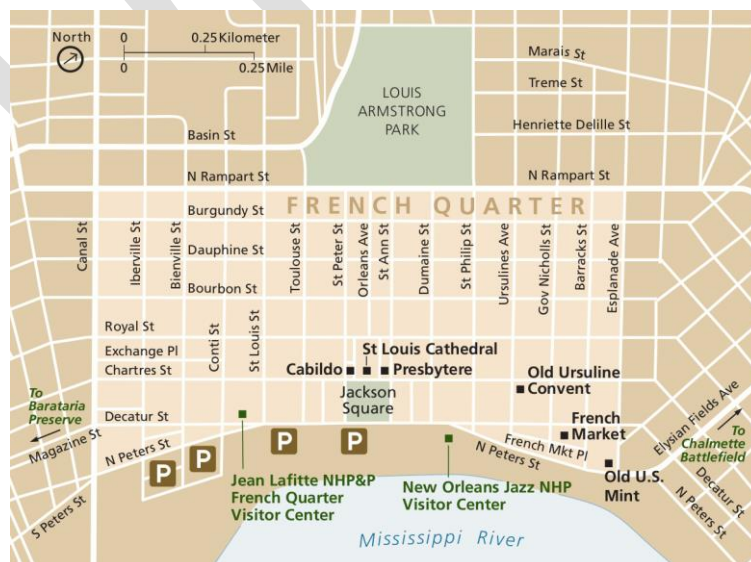 North
0
0.25 Kilometer
0
0.25 Mile
Marais St
Treme St
LOUIS
ARMSTRONG
PARK
Henriette Delille St
Basin St
N Rampart St
N Rampart St
FRENCH QUARTER
Burgundy St
Canal St
Iberville St
Bienville St
Dauphine St
Toulouse St
St Peter St
Orleans Ave
St Ann St
Dumaine St
St Philip St
Ursulines Ave
Gov Nicholls St
Barracks St
Esplanade Ave
Bourbon St
Royal St
Conti St
St Louis St
Exchange Pl
Chartres St
St Louis Cathedral
Cabildo
Presbytere
Old Ursuline
Convent
Jackson
Square
To
Barataria
Preserve
Decatur St
French
Market
Elysian Fields Ave
To
Chalmette
Battlefield
Magazine St
N Peters St
P
P
P
P
N Peters St
French Mkt Pl
Old U.S.
Mint
Decatur St
N Peters St
S Peters St
Jean Lafitte NHP&P
French Quarter
Visitor Center
New Orleans Jazz NHP
Visitor Center
Mississippi River